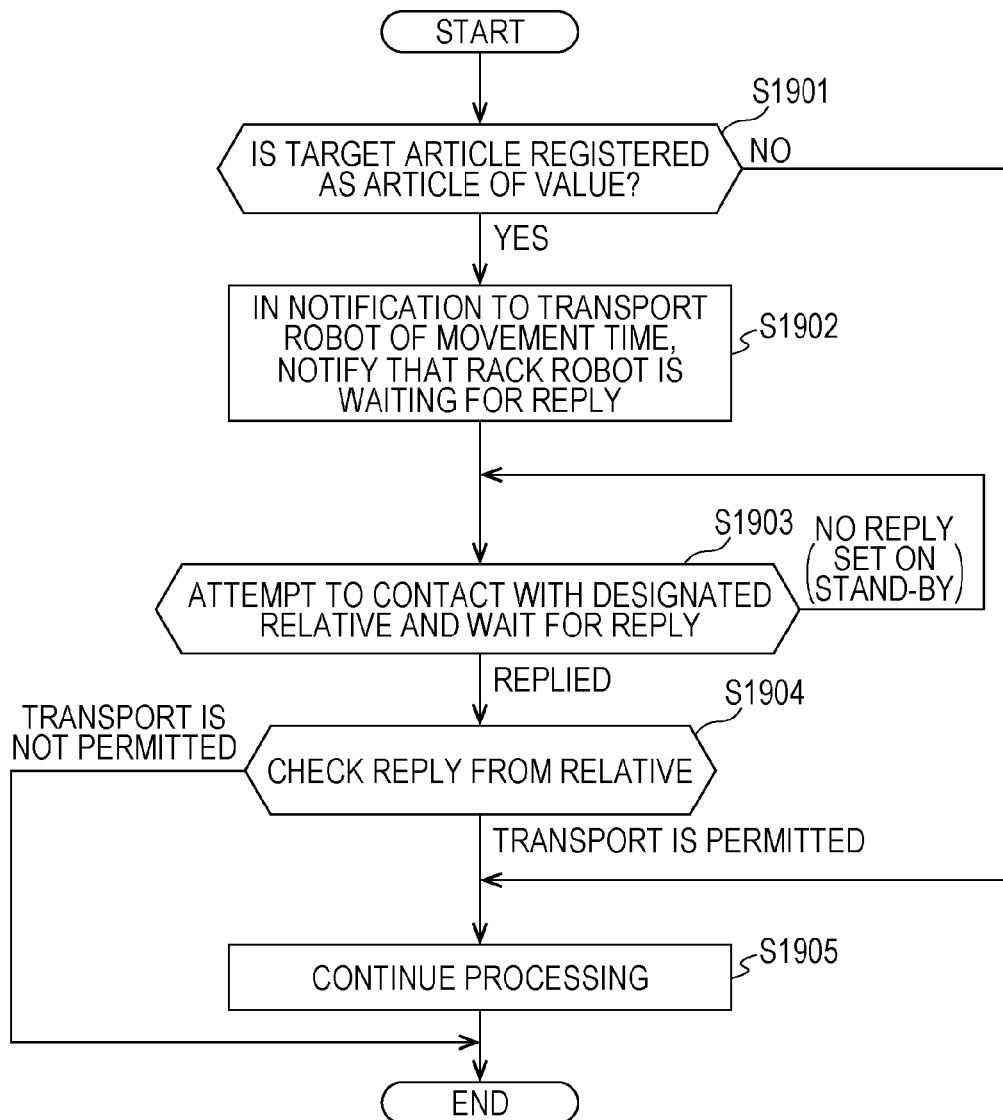 START
S1901
IS TARGET ARTICLE REGISTERED
AS ARTICLE OF VALUE?
NO
YES
IN NOTIFICATION TO TRANSPORT
ROBOT OF MOVEMENT TIME,
NOTIFY THAT RACK ROBOT IS
WAITING FOR REPLY
S1902
S1903
NO REPLY
(SET ON
STAND-BY)
ATTEMPT TO CONTACT WITH DESIGNATED
RELATIVE AND WAIT FOR REPLY
REPLIED
S1904
TRANSPORT IS
NOT PERMITTED
CHECK REPLY FROM RELATIVE
TRANSPORT IS PERMITTED
S1905
CONTINUE PROCESSING
END